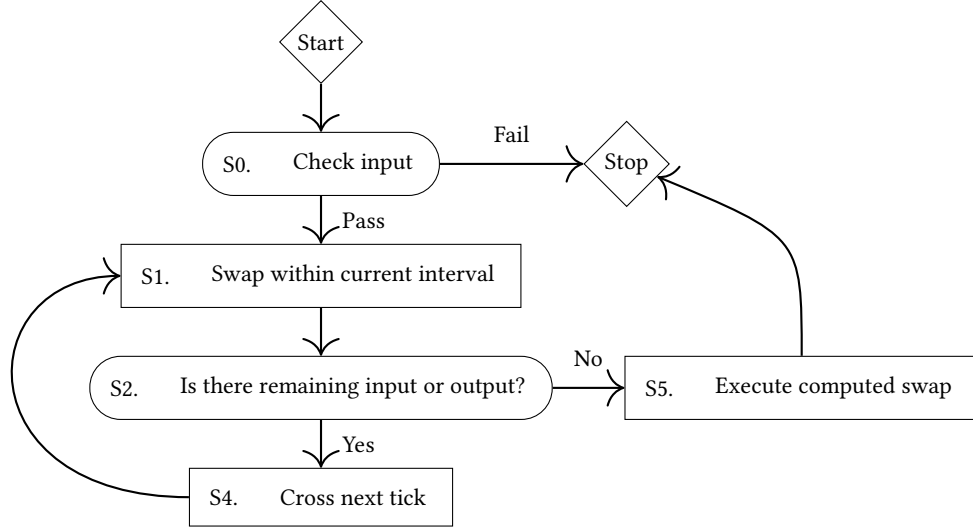 Start
S0. Check input
Fail
Stop
Pass
S1. Swap within current interval
S2. Is there remaining input or output?
No
S5. Execute computed swap
Yes
S4. Cross next tick